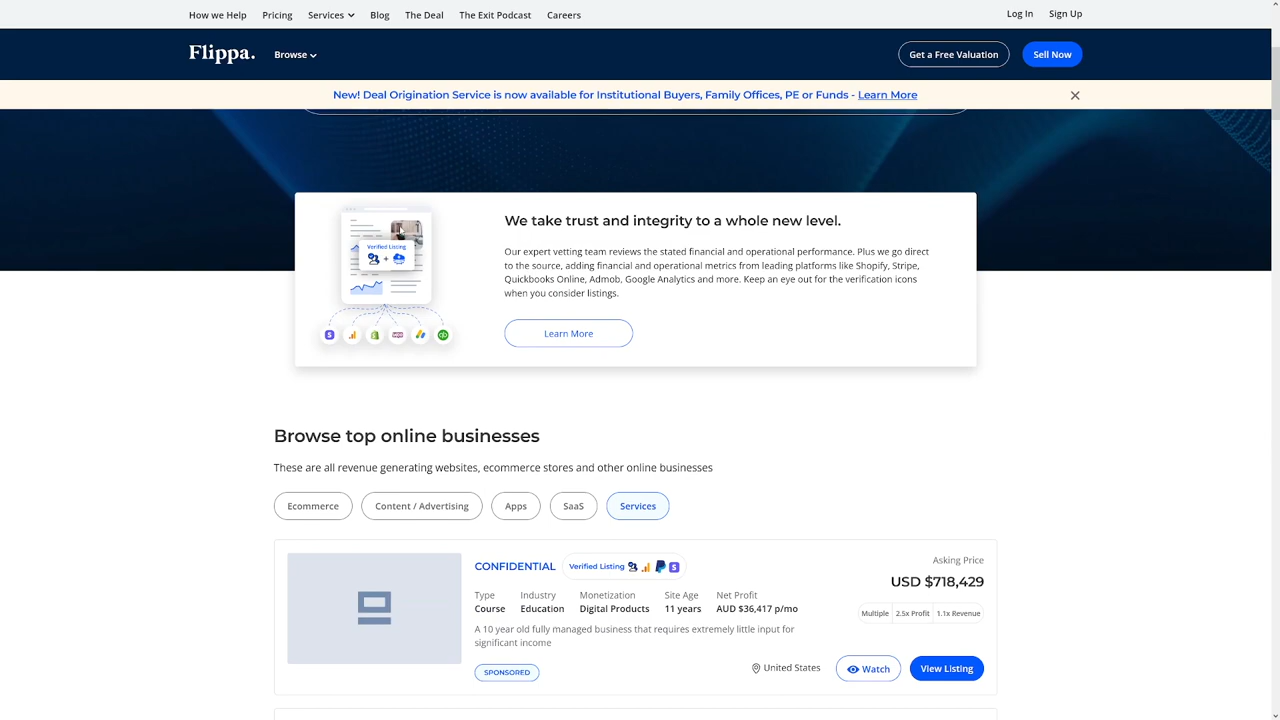 How we Help Pricing Services Blog The Deal The Exit Podcast Careers Log In Sign Up
Flippa. Browse Get a Free Valuation Sell Now
New! Deal Origination Service is now available for Institutional Buyers, Family Offices, PE or Funds - Learn More
Verified Listing
We take trust and integrity to a whole new level.
Our expert vetting team reviews the stated financial and operational performance. Plus we go direct
to the source, adding financial and operational metrics from leading platforms like Shopify, Stripe,
Quickbooks Online, Admob, Google Analytics and more. Keep an eye out for the verification icons
when you consider listings.
Learn More
Browse top online businesses
These are all revenue generating websites, ecommerce stores and other online businesses
Ecommerce Content / Advertising Apps SaaS Services
CONFIDENTIAL Verified Listing
Asking Price
USD $718,429
Multiple 2.5x Profit 1.1x Revenue
Type Industry Monetization Site Age Net Profit
Course Education Digital Products 11 years AUD $36,417 p/mo
A 10 year old fully managed business that requires extremely little input for
significant income
SPONSORED
United States Watch View Listing